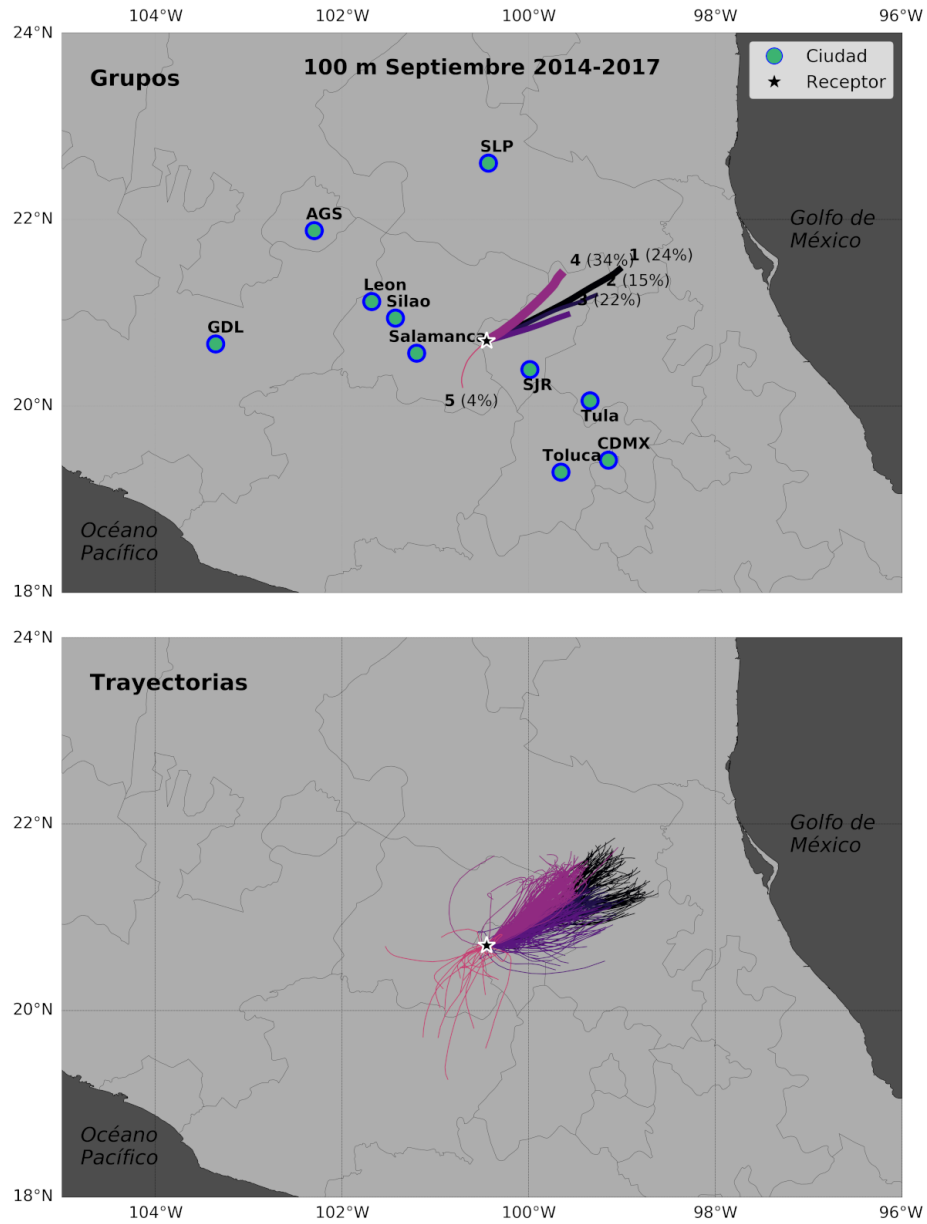 104°W 102°W 100°W 98°W 96°W
24°N
Grupos
100 m Septiembre 2014-2017
Ciudad
Receptor
SLP
22°N
AGS
Golfo de
México
4 (34%)
1 (24%)
2 (15%)
3 (22%)
Leon
Silao
GDL
Salamanca
5 (4%)
SJR
20°N
Tula
CDMX
Toluca
Océano
Pacífico
18°N
24°N
Trayectorias
22°N
Golfo de
México
20°N
Océano
Pacífico
18°N
104°W 102°W 100°W 98°W 96°W